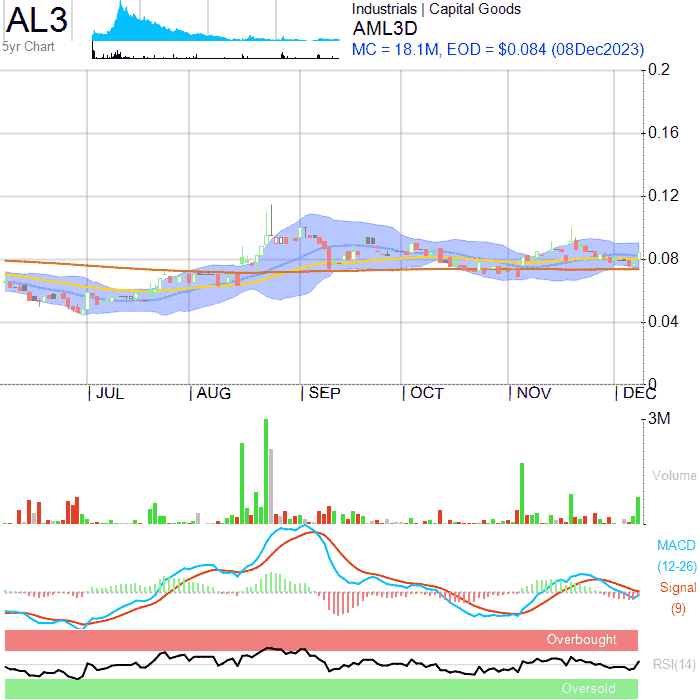 AL3
5yr Chart
Industrials | Capital Goods
AML3D
MC = 18.1M, EOD = $0.084 (08Dec2023)
0.2
0.16
0.12
0.08
0.04
0
JUL AUG SEP OCT NOV DEC
3M
Volume
MACD
(12-26)
Signal
(9)
Overbought
RSI(14)
Oversold